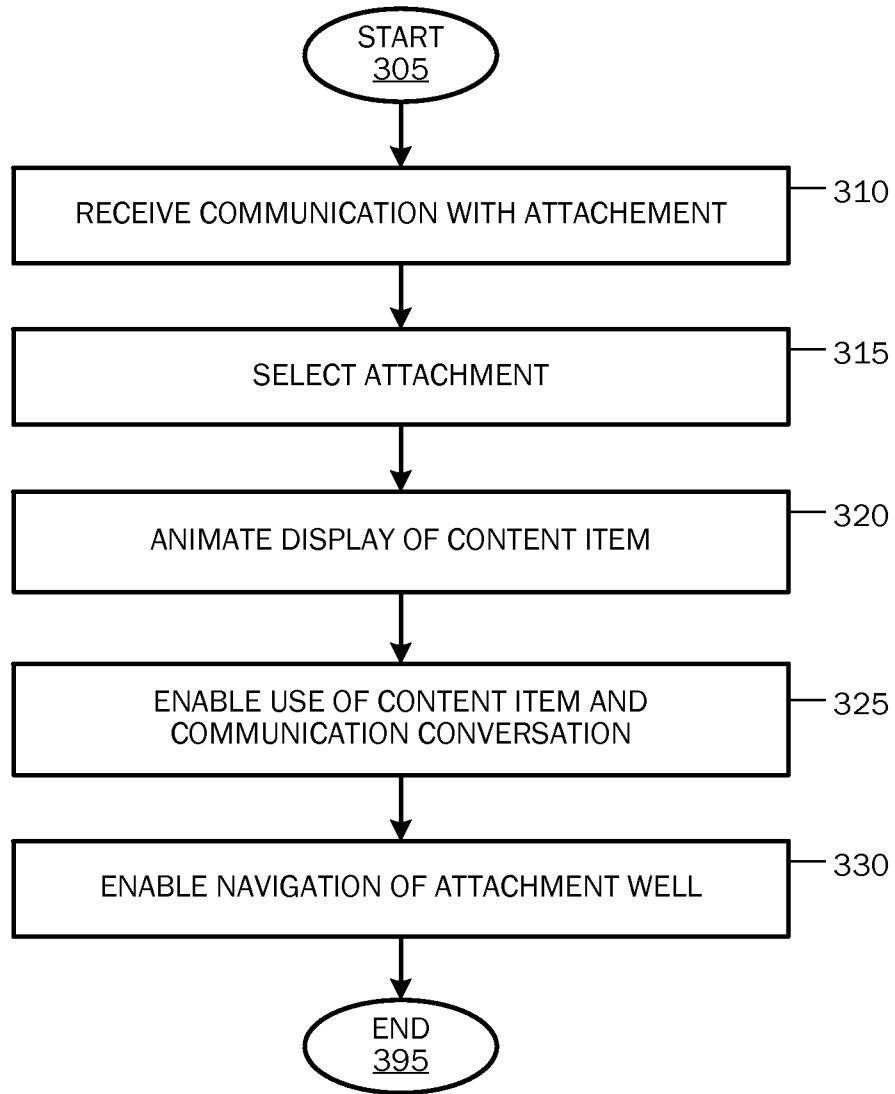 START
305
RECEIVE COMMUNICATION WITH ATTACHEMENT
310
SELECT ATTACHMENT
315
ANIMATE DISPLAY OF CONTENT ITEM
320
ENABLE USE OF CONTENT ITEM AND
COMMUNICATION CONVERSATION
325
ENABLE NAVIGATION OF ATTACHMENT WELL
330
END
395